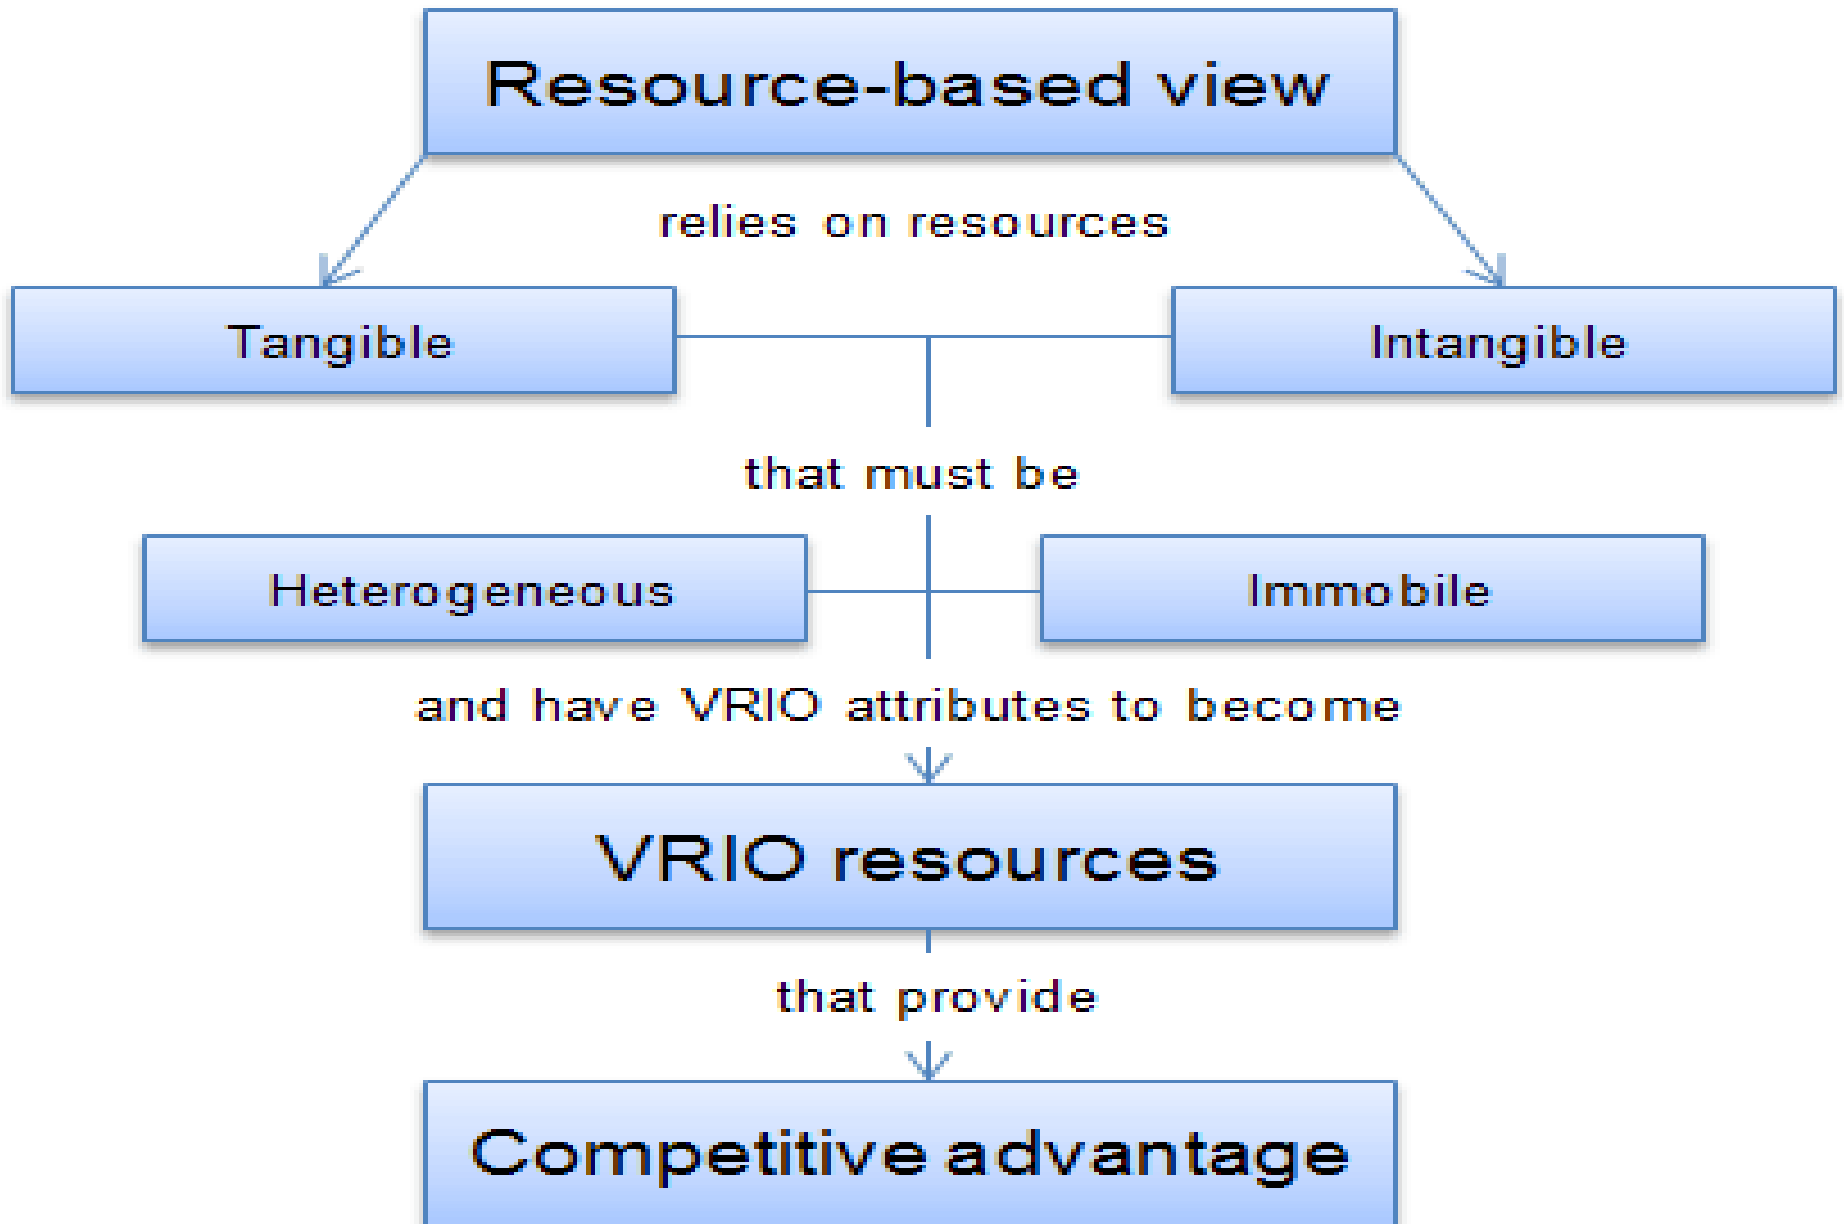 Resource-based view
relies on resources
Tangible
Intangible
that must be
Heterogeneous
Immobile
and have VRIO attributes to become
VRIO resources
that provide
Competitive advantage